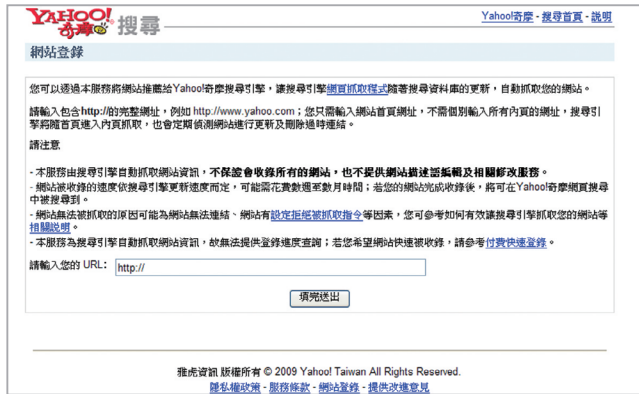 YAHOO! 奇摩 搜尋
Yahoo!奇摩 - 搜尋首頁 - 說明
網站登錄
您可以透過本服務將網站推薦給Yahoo!奇摩搜尋引擎，讓搜尋引擎網頁抓取程式隨著搜尋資料庫的更新，自動抓取您的網站。
請輸入包含http://的完整網址，例如 http://www.yahoo.com；您只需輸入網站首頁網址，不需個別輸入所有內頁的網址，搜尋引
擎將隨首頁進入內頁抓取，也會定期偵測網站進行更新及刪除過時連結。
請注意
- 本服務由搜尋引擎自動抓取網站資訊，不保證會收錄所有的網站，也不提供網站描述語編輯及相關修改服務。
- 網站被收錄的速度依搜尋引擎更新速度而定，可能需花費數週至數月時間；若您的網站完成收錄後，將可在Yahoo!奇摩網頁搜尋
中被搜尋到。
- 網站無法被抓取的原因可能為網站無法連結、網站有設定拒絕被抓取指令等因素，您可參考如何有效讓搜尋引擎抓取您的網站等
相關說明。
- 本服務為搜尋引擎自動抓取網站資訊，故無法提供登錄進度查詢；若您希望網站快速被收錄，請參考付費快速登錄。
請輸入您的 URL： http://
填完送出
雅虎資訊 版權所有 © 2009 Yahoo! Taiwan All Rights Reserved.
隱私權政策 - 服務條款 - 網站登錄 - 提供改進意見